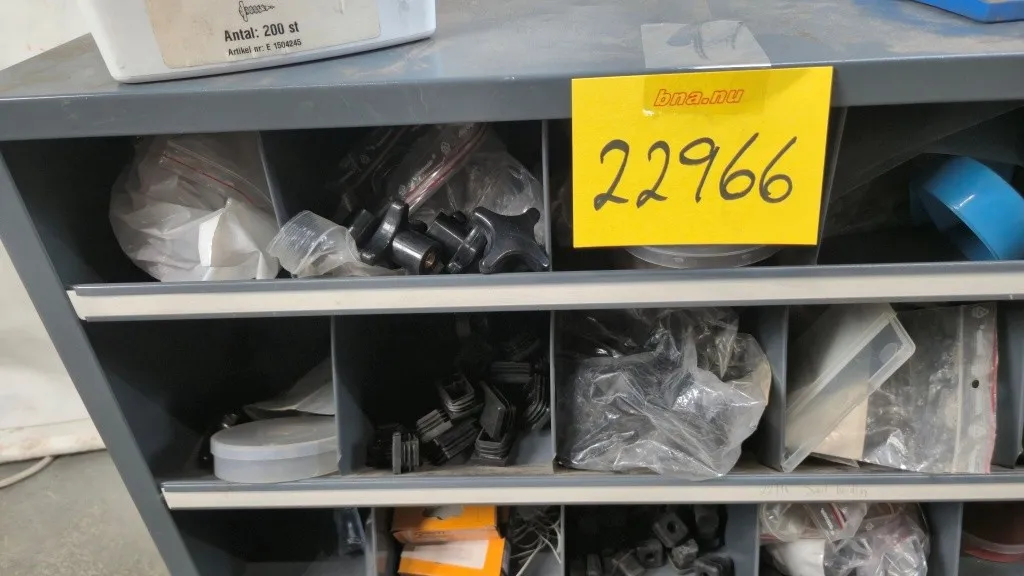 Antal: 200 st
Artikel nr: E 1504245
bna.nu
22966